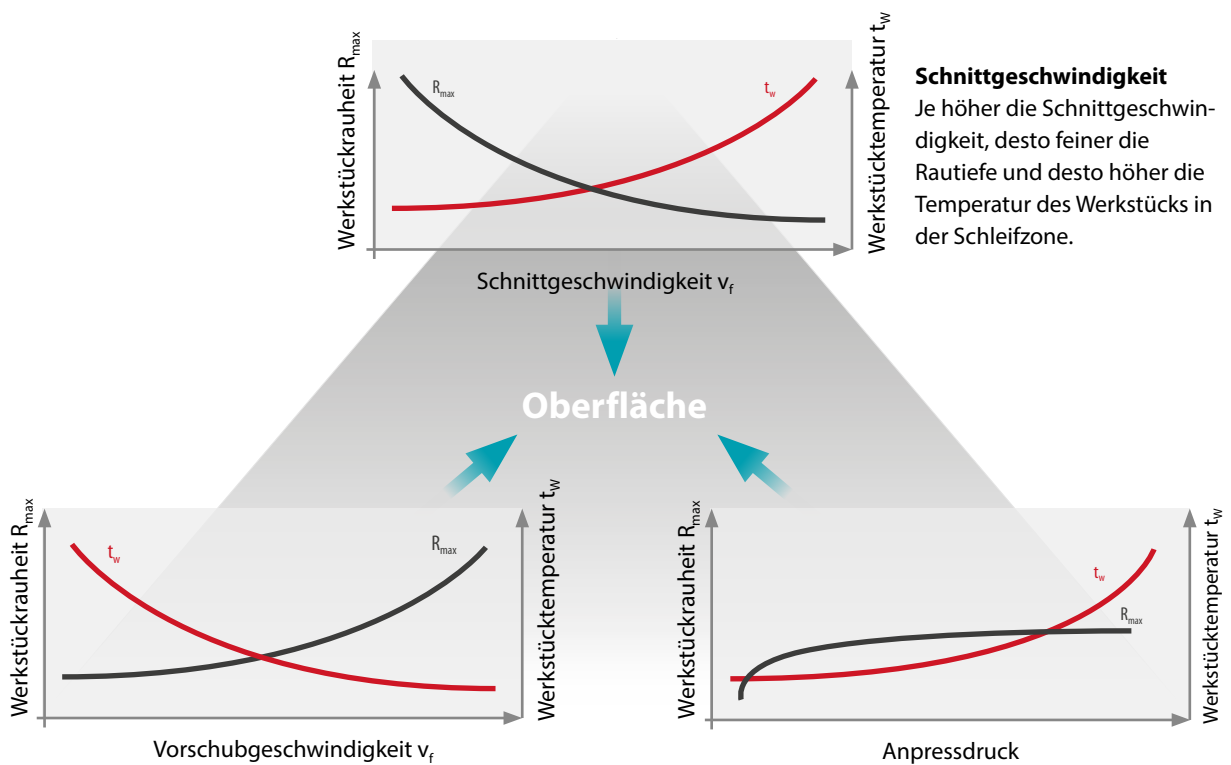 Werkstückrauheit Rmax
Rmax
tw
Werkstücktemperatur tW
Schnittgeschwindigkeit vf
Schnittgeschwindigkeit
Je höher die Schnittgeschwin-
digkeit, desto feiner die
Rautiefe und desto höher die
Temperatur des Werkstücks in
der Schleifzone.
Oberfläche
Werkstückrauheit Rmax
tw
Rmax
Werkstücktemperatur tW
Vorschubgeschwindigkeit vf
Werkstückrauheit Rmax
tw
Rmax
Werkstücktemperatur tW
Anpressdruck